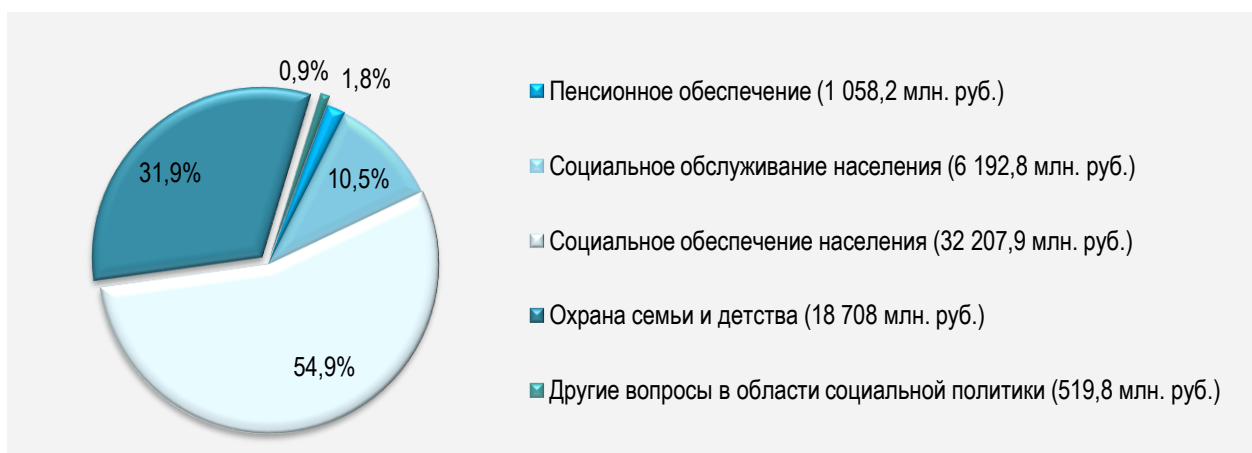 0,9%
1,8%
31,9%
10,5%
54,9%
Пенсионное обеспечение (1 058,2 млн. руб.)
Социальное обслуживание населения (6 192,8 млн. руб.)
Социальное обеспечение населения (32 207,9 млн. руб.)
Охрана семьи и детства (18 708 млн. руб.)
Другие вопросы в области социальной политики (519,8 млн. руб.)